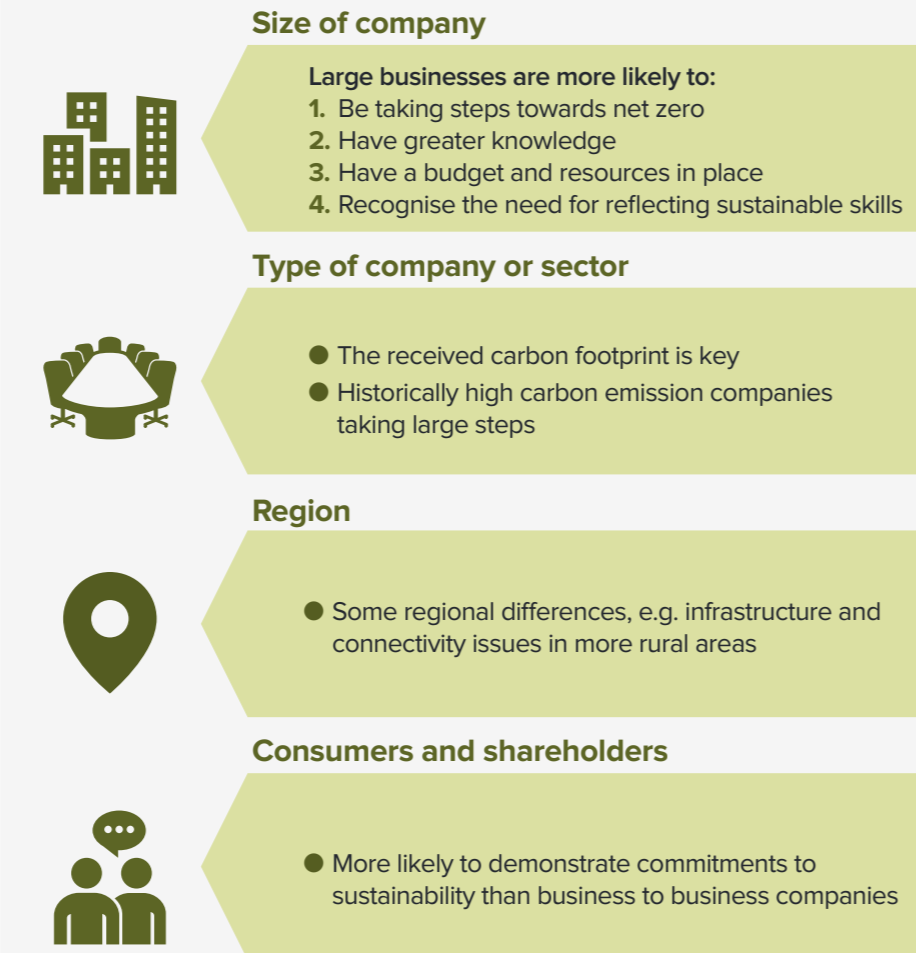 Size of company
Large businesses are more likely to:
1. Be taking steps towards net zero
2. Have greater knowledge
3. Have a budget and resources in place
4. Recognise the need for reflecting sustainable skills
Type of company or sector
● The received carbon footprint is key
● Historically high carbon emission companies
taking large steps
Region
● Some regional differences, e.g. infrastructure and
connectivity issues in more rural areas
Consumers and shareholders
● More likely to demonstrate commitments to
sustainability than business to business companies